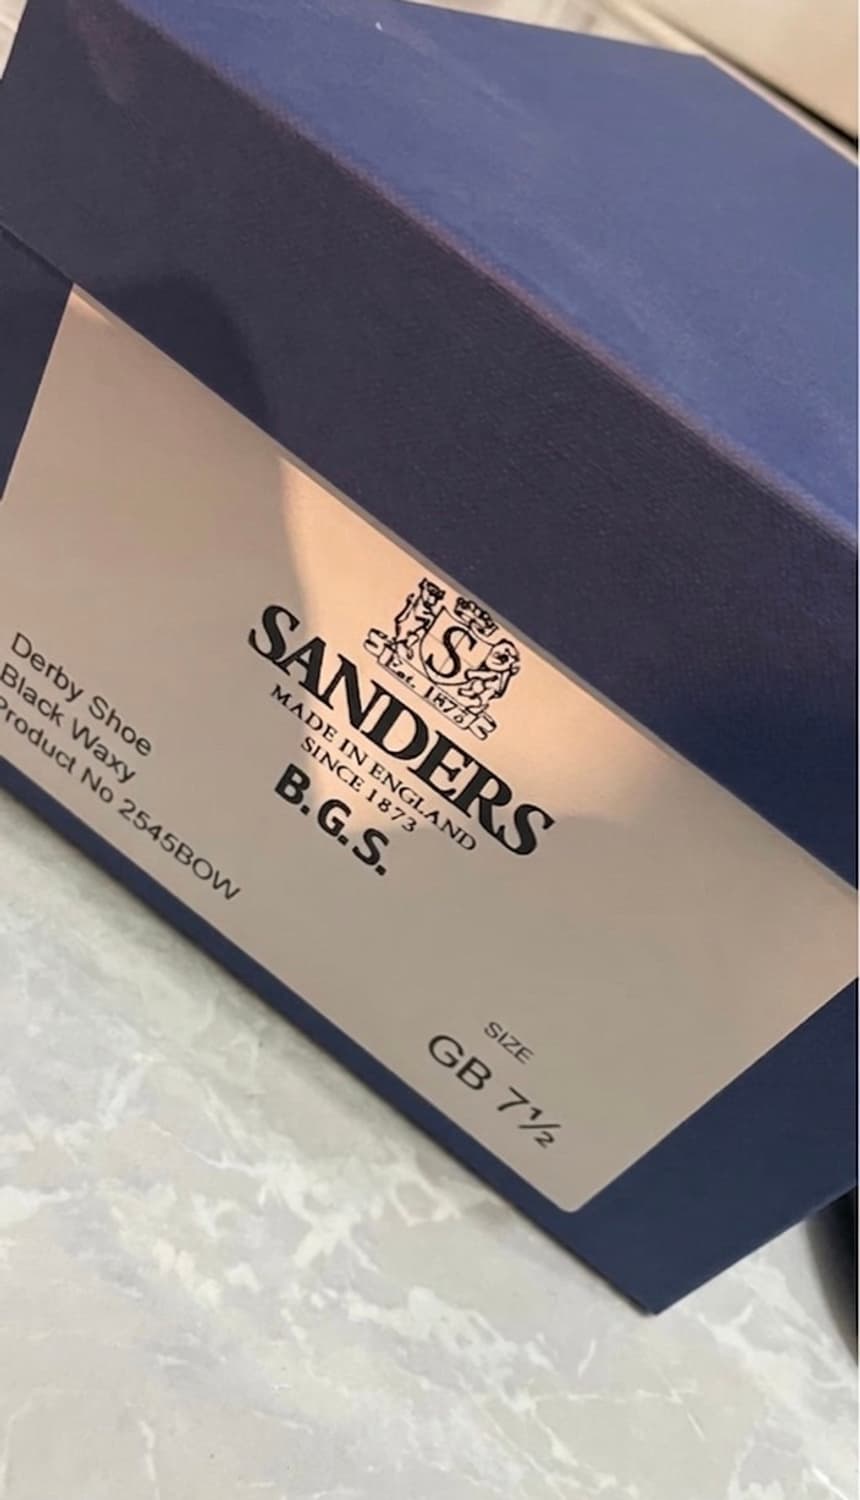 S
Est. 1873
SANDERS
MADE IN ENGLAND
SINCE 1873
B.G.S.
Derby Shoe
Black Waxy
Product No 2545BOW
SIZE
GB 7½